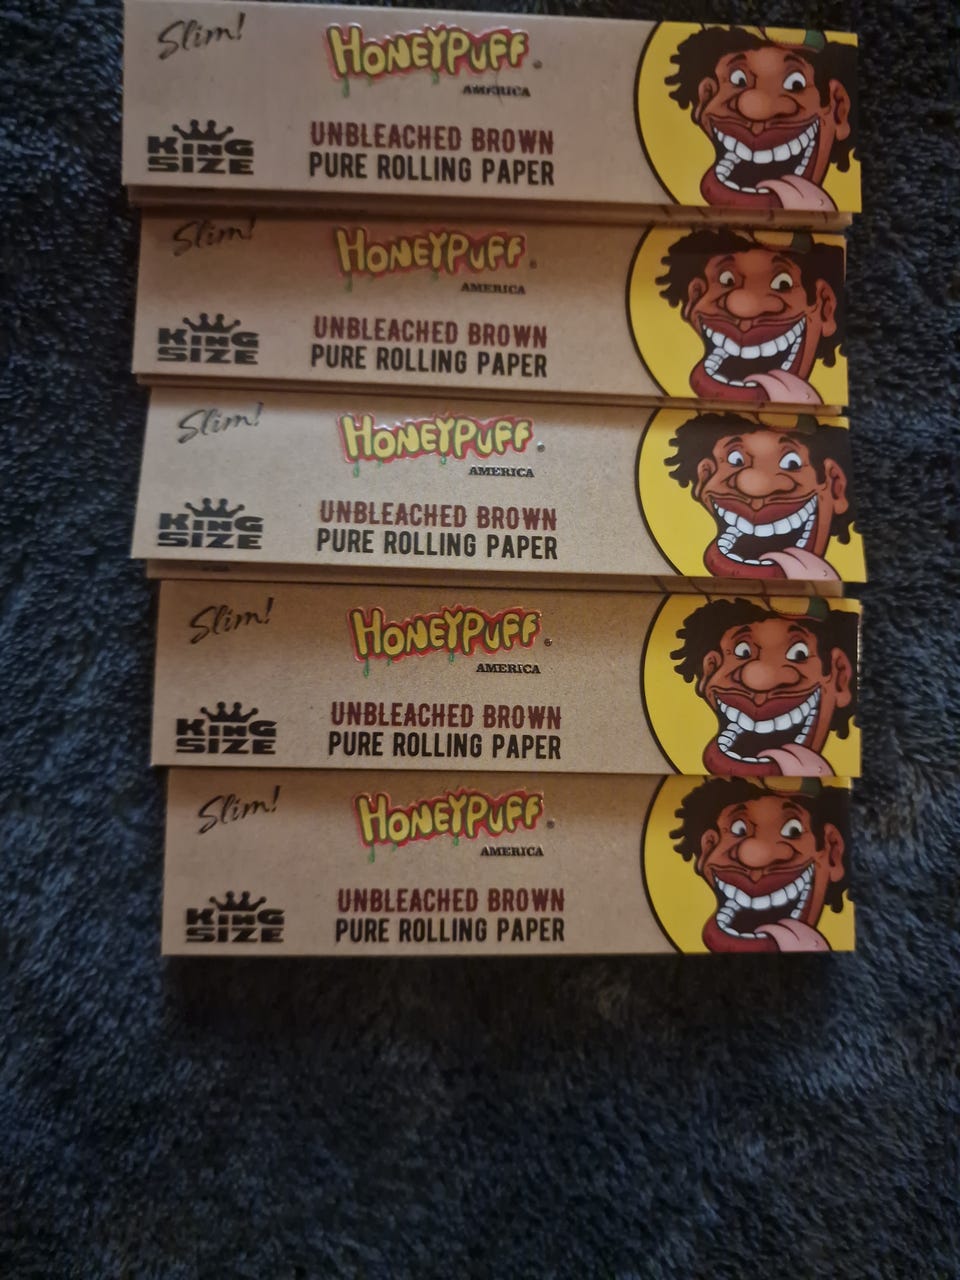 Slim!
HONEYPUFF®
AMERICA
UNBLEACHED BROWN
KING
SIZE
PURE ROLLING PAPER
Slim!
HONEYPUFF®
AMERICA
UNBLEACHED BROWN
KING
SIZE
PURE ROLLING PAPER
Slim!
HONEYPUFF®
AMERICA
UNBLEACHED BROWN
KING
SIZE
PURE ROLLING PAPER
Slim!
HONEYPUFF®
AMERICA
UNBLEACHED BROWN
KING
SIZE
PURE ROLLING PAPER
Slim!
HONEYPUFF®
AMERICA
UNBLEACHED BROWN
KING
SIZE
PURE ROLLING PAPER